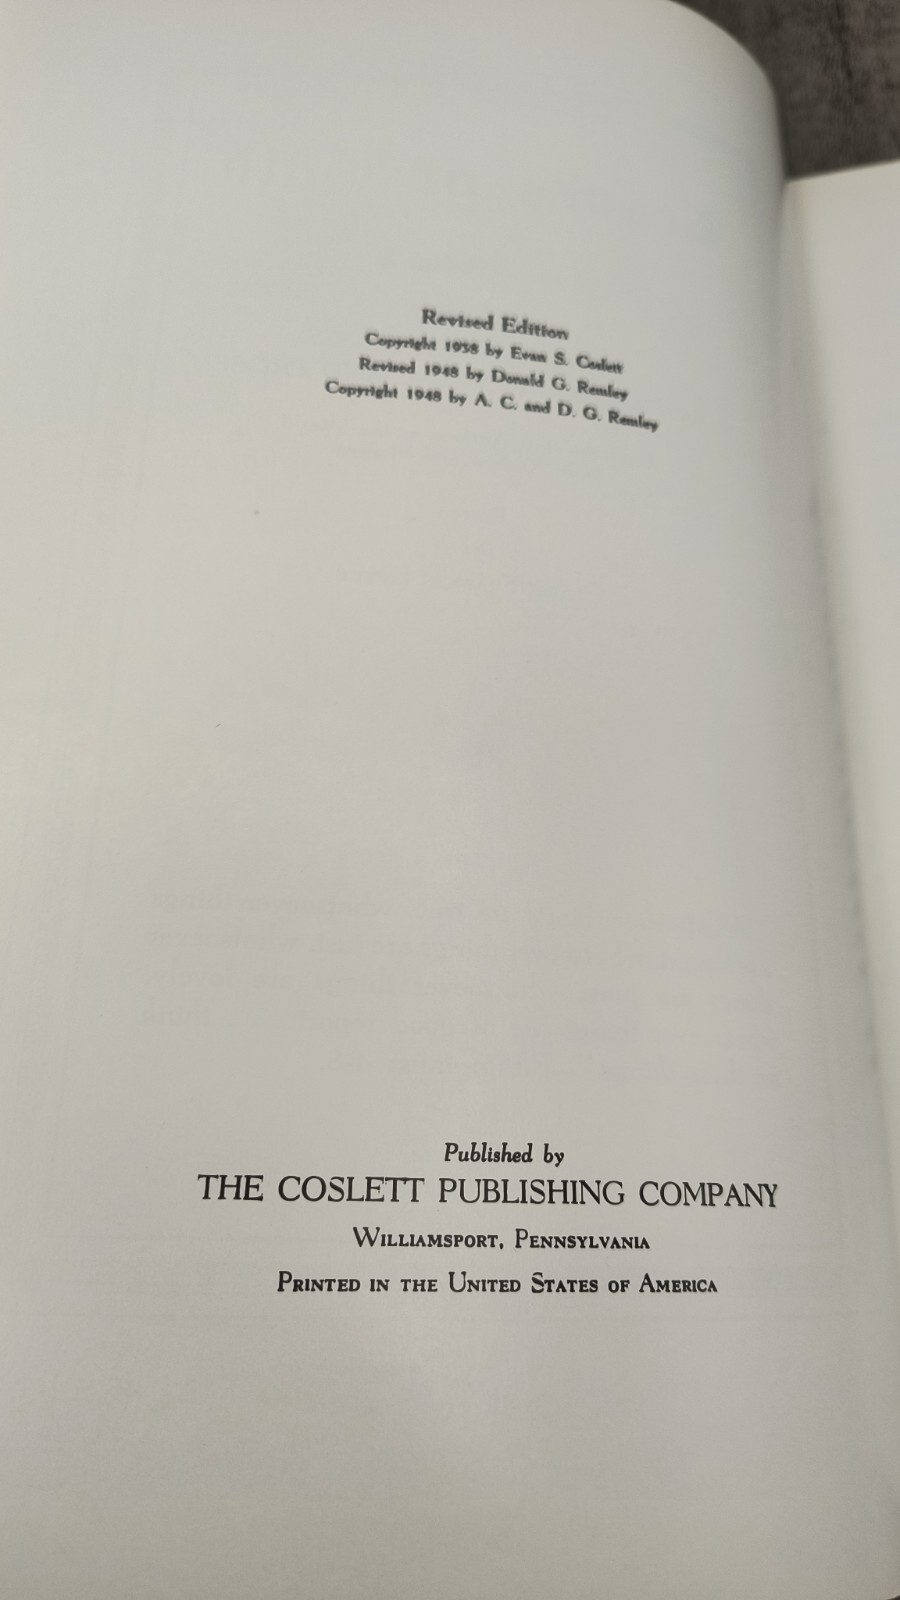 Revised Edition
Copyright 1938 by Evan S. Coslett
Revised 1948 by Donald G. Remley
Copyright 1948 by A. C. and D. G. Remley
Published by
THE COSLETT PUBLISHING COMPANY
WILLIAMSPORT, PENNSYLVANIA
PRINTED IN THE UNITED STATES OF AMERICA